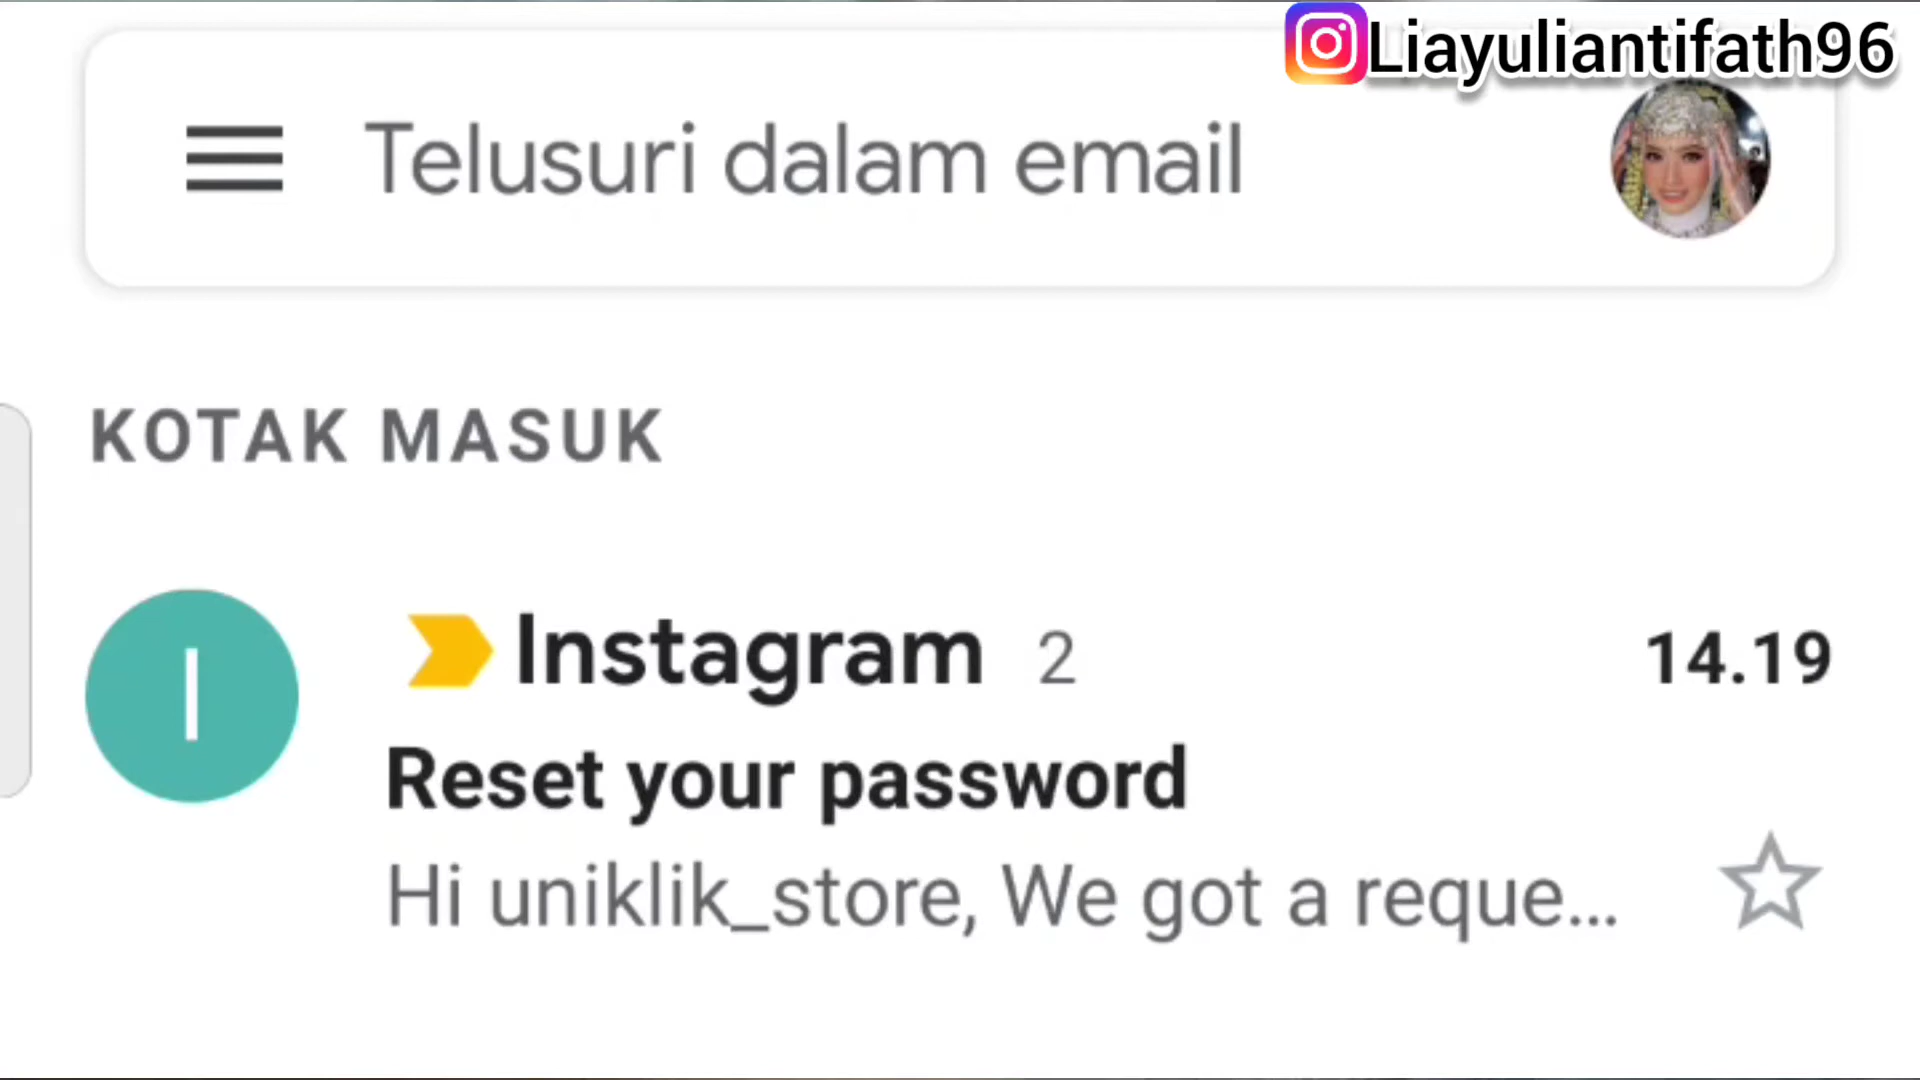 Liayuliantifath96
Telusuri dalam email
KOTAK MASUK
I
Instagram 2 14.19
Reset your password
Hi uniklik_store, We got a reque...